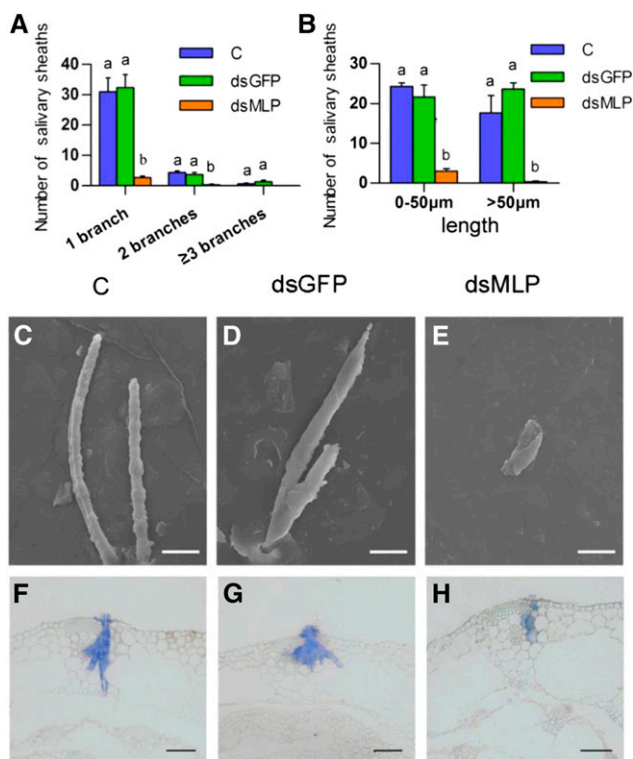 A
Number of salivary sheaths
40
30
20
10
0
a a b
a a b
a a
C
dsGFP
dsMLP
1 branch
2 branches
≥3 branches
B
Number of salivary sheaths
30
20
10
0
a a b
a a b
C
dsGFP
dsMLP
0-50µm
>50µm
length
C
dsGFP
dsMLP
C
D
E
F
G
H